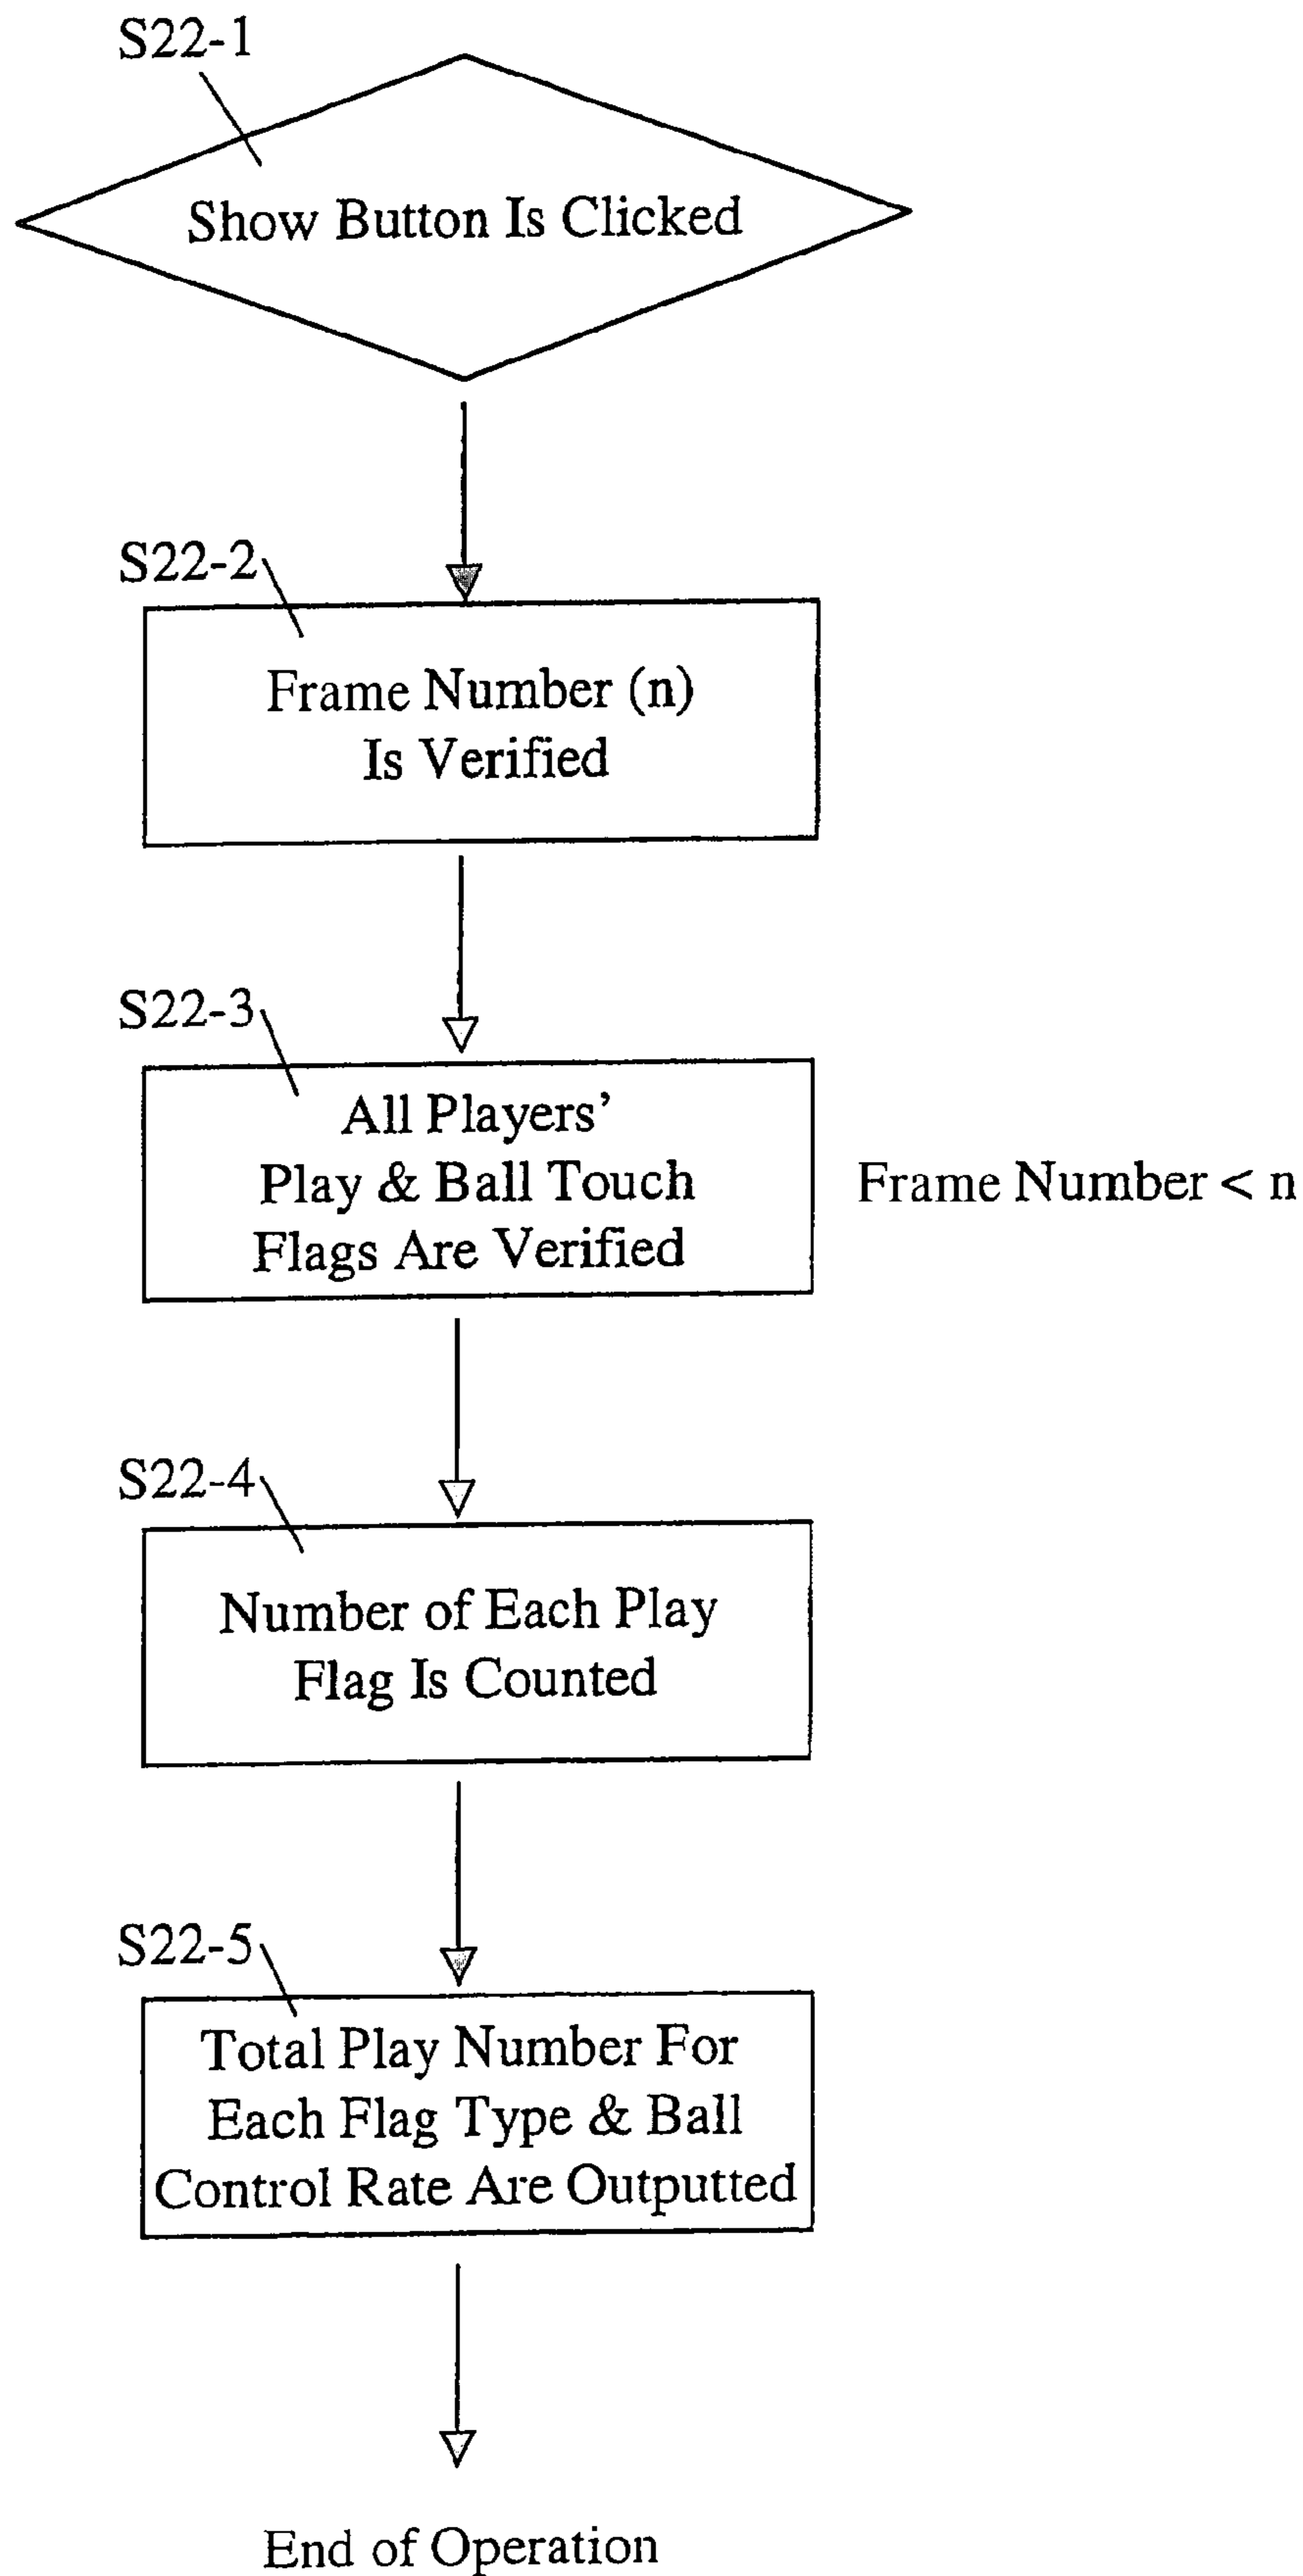 S22-1
Show Button Is Clicked
S22-2
Frame Number (n)
Is Verified
S22-3
All Players’
Play & Ball Touch
Flags Are Verified
Frame Number < n
S22-4
Number of Each Play
Flag Is Counted
S22-5
Total Play Number For
Each Flag Type & Ball
Control Rate Are Outputted
End of Operation